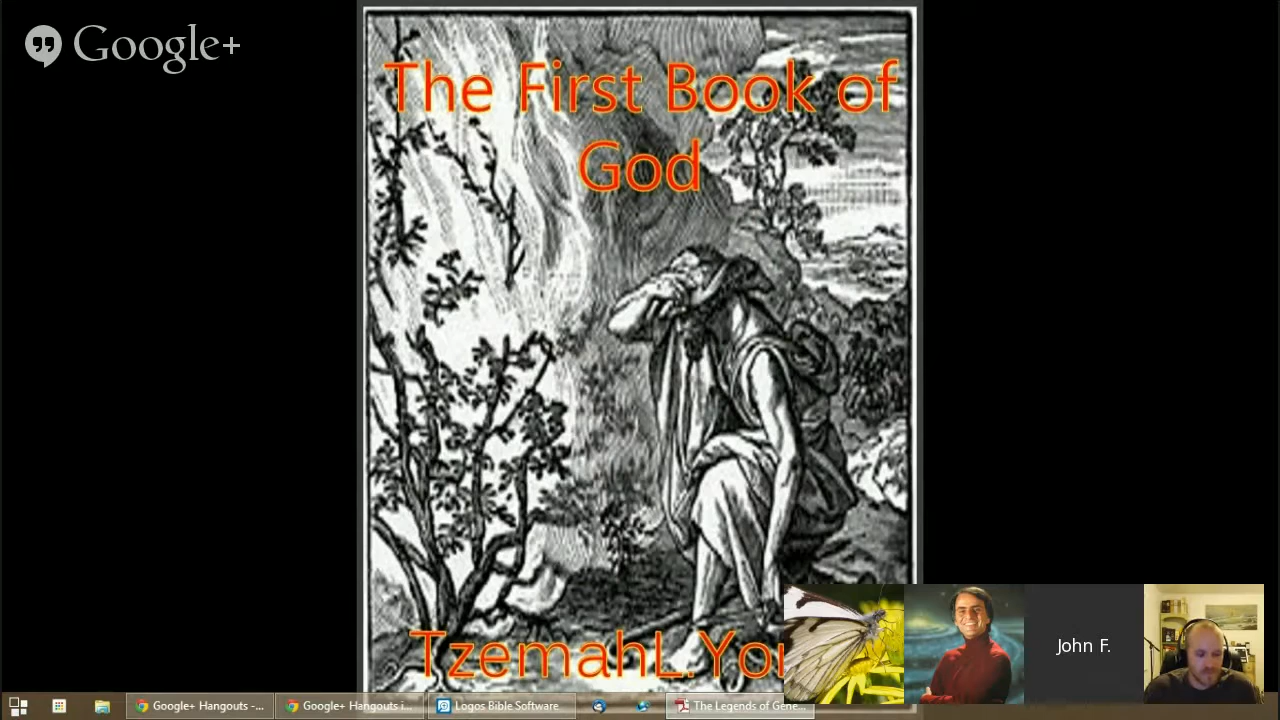 Google+
The First Book of
God
TzemahL.Yor
John F.
Google+ Hangouts -...
Google+ Hangouts i...
Logos Bible Software
The Legends of Gene...